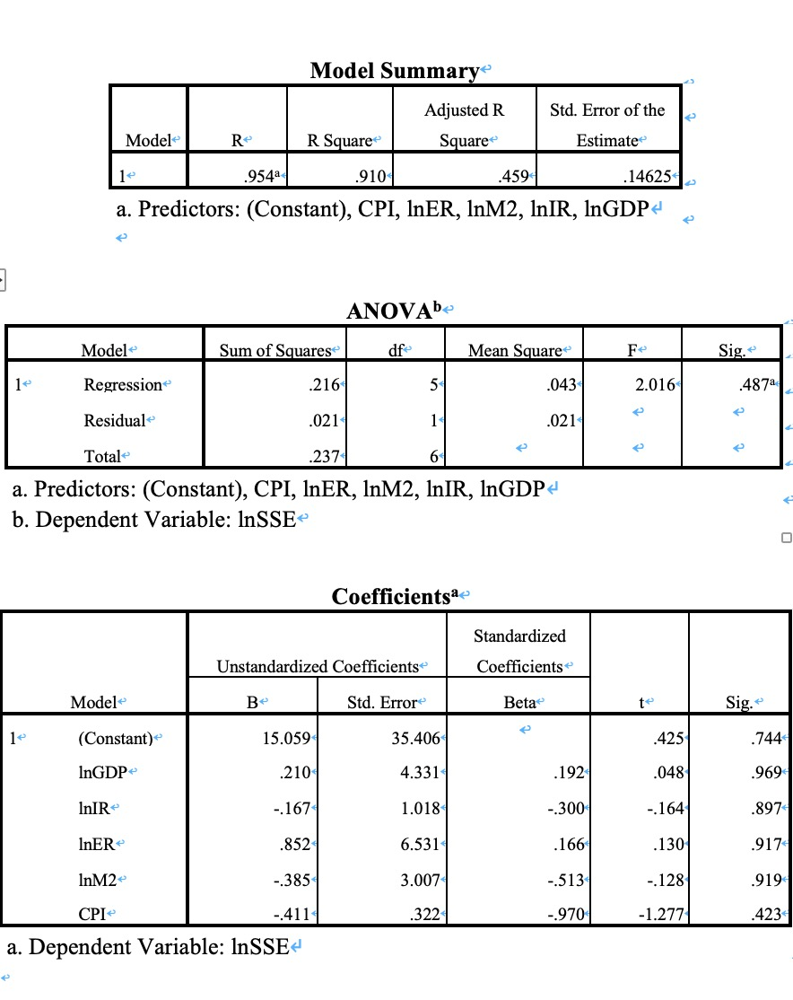 Model Summary
Model R R Square Adjusted R Square Std. Error of the Estimate
1 .954a .910 .459 .14625
a. Predictors: (Constant), CPI, lnER, lnM2, lnIR, lnGDP
ANOVAb
Model Sum of Squares df Mean Square F Sig.
1 Regression .216 5 .043 2.016 .487a
Residual .021 1 .021
Total .237 6
a. Predictors: (Constant), CPI, lnER, lnM2, lnIR, lnGDP
b. Dependent Variable: lnSSE
Coefficientsa
Model Unstandardized Coefficients Standardized Coefficients t Sig.
B Std. Error Beta
1 (Constant) 15.059 35.406 .425 .744
lnGDP .210 4.331 .192 .048 .969
lnIR -.167 1.018 -.300 -.164 .897
lnER .852 6.531 .166 .130 .917
lnM2 -.385 3.007 -.513 -.128 .919
CPI -.411 .322 -.970 -1.277 .423
a. Dependent Variable: lnSSE